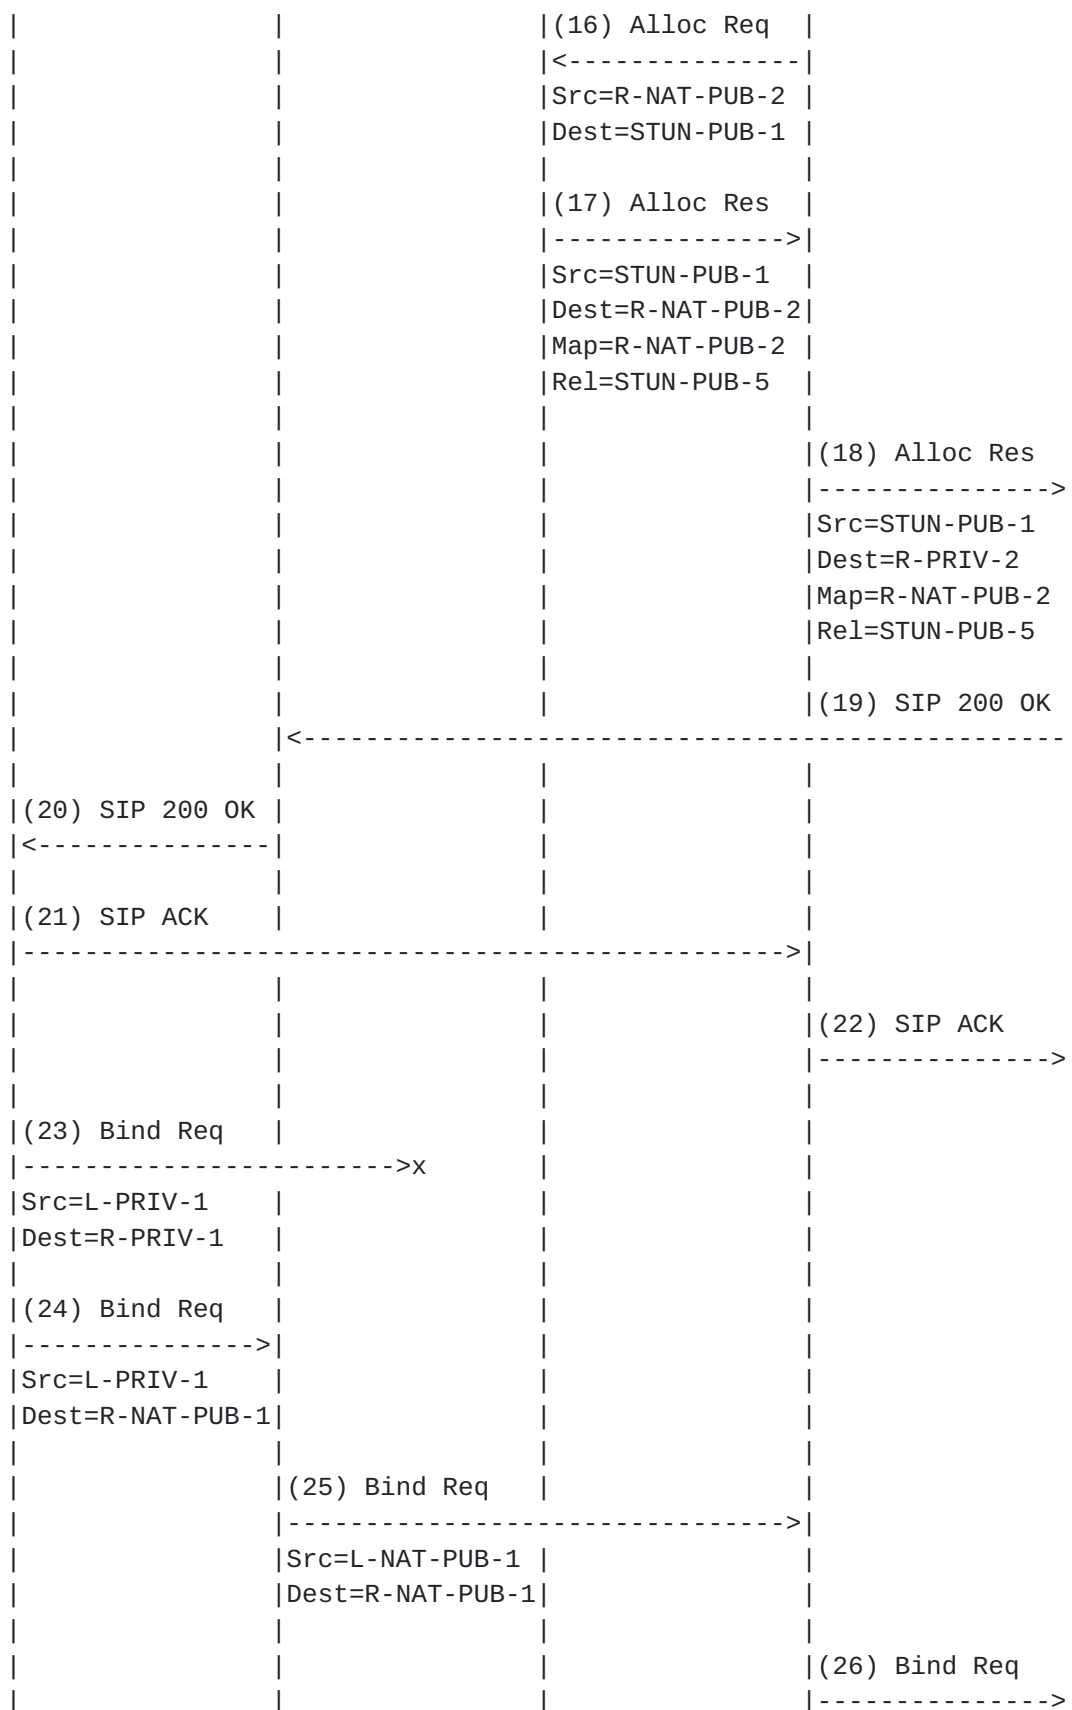 |                |                |(16) Alloc Req  |
|                |                |<---------------|
|                |                |Src=R-NAT-PUB-2 |
|                |                |Dest=STUN-PUB-1 |
|                |                |                |
|                |                |(17) Alloc Res  |
|                |                |--------------->|
|                |                |Src=STUN-PUB-1  |
|                |                |Dest=R-NAT-PUB-2|
|                |                |Map=R-NAT-PUB-2 |
|                |                |Rel=STUN-PUB-5  |
|                |                |                |
|                |                |                |(18) Alloc Res
|                |                |                |--------------->
|                |                |                |Src=STUN-PUB-1
|                |                |                |Dest=R-PRIV-2
|                |                |                |Map=R-NAT-PUB-2
|                |                |                |Rel=STUN-PUB-5
|                |                |                |
|                |                |                |(19) SIP 200 OK
|                |<-------------------------------------------------
|                |                |                |
|(20) SIP 200 OK |                |                |
|<---------------|                |                |
|                |                |                |
|(21) SIP ACK    |                |                |
|------------------------------------------------->|
|                |                |                |
|                |                |                |(22) SIP ACK
|                |                |                |--------------->
|                |                |                |
|(23) Bind Req   |                |                |
|------------------------>x       |                |
|Src=L-PRIV-1    |                |                |
|Dest=R-PRIV-1   |                |                |
|                |                |                |
|(24) Bind Req   |                |                |
|--------------->|                |                |
|Src=L-PRIV-1    |                |                |
|Dest=R-NAT-PUB-1|                |                |
|                |                |                |
|                |(25) Bind Req   |                |
|                |-------------------------------->|
|                |Src=L-NAT-PUB-1 |                |
|                |Dest=R-NAT-PUB-1|                |
|                |                |                |
|                |                |                |(26) Bind Req
|                |                |                |--------------->